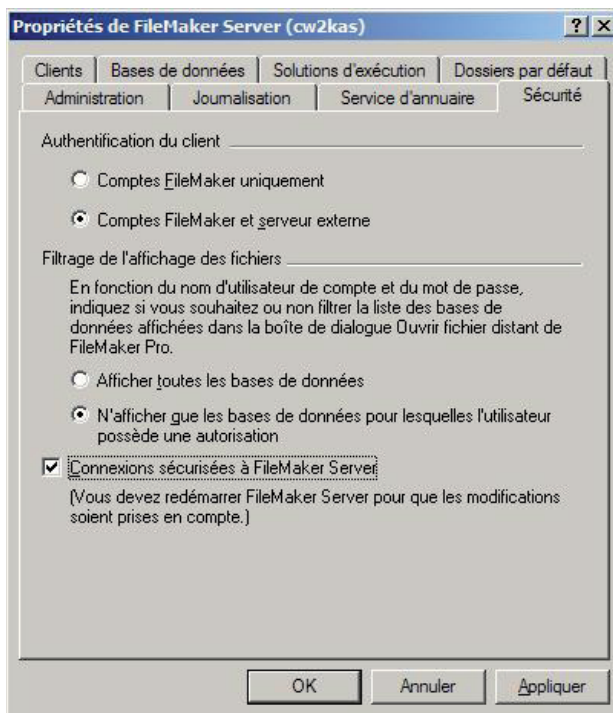 Propriétés de FileMaker Server (cw2kas)
Clients Bases de données Solutions d'exécution Dossiers par défaut
Administration Journalisation Service d'annuaire Sécurité
Authentification du client
Comptes FileMaker uniquement
Comptes FileMaker et serveur externe
Filtrage de l'affichage des fichiers
En fonction du nom d'utilisateur de compte et du mot de passe,
indiquez si vous souhaitez ou non filtrer la liste des bases de
données affichées dans la boîte de dialogue Ouvrir fichier distant de
FileMaker Pro.
Afficher toutes les bases de données
N'afficher que les bases de données pour lesquelles l'utilisateur
possède une autorisation
Connexions sécurisées à FileMaker Server
(Vous devez redémarrer FileMaker Server pour que les modifications
soient prises en compte.)
OK Annuler Appliquer